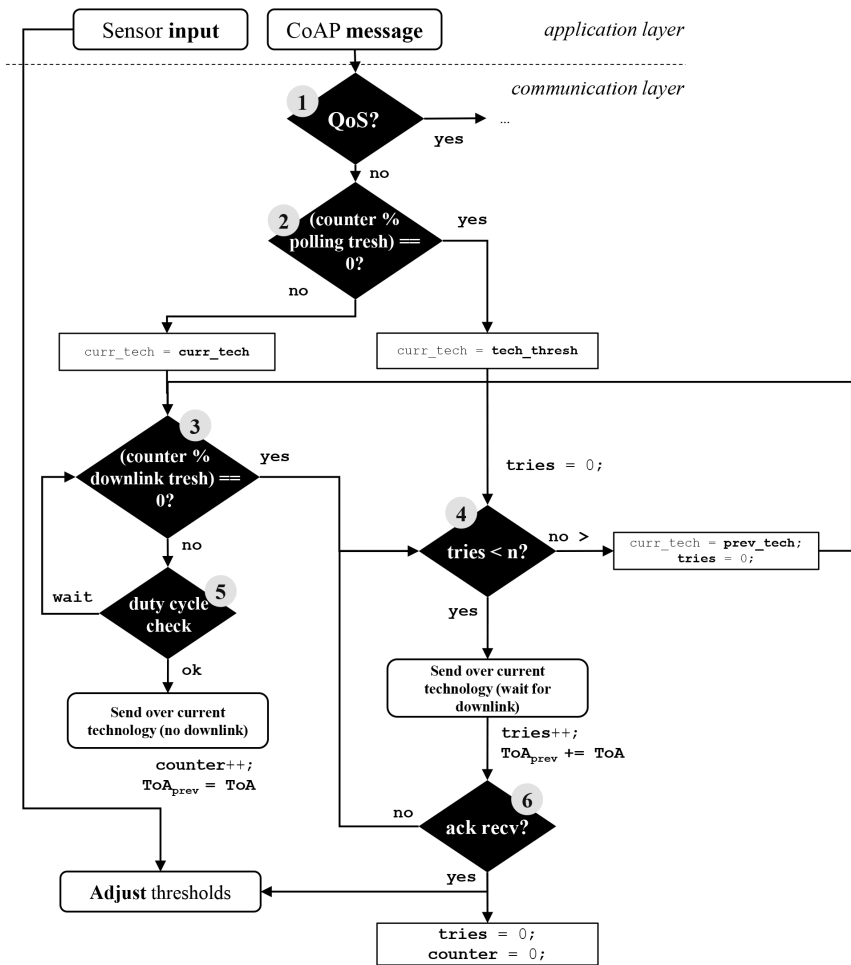 Sensor input
CoAP message
application layer
communication layer
1
QoS?
yes
...
no
2
(counter %
polling tresh) ==
0?
yes
no
curr_tech = curr_tech
curr_tech = tech_thresh
3
(counter %
downlink tresh) ==
0?
yes
tries = 0;
no
4
tries < n?
no >
curr_tech = prev_tech;
tries = 0;
wait
5
duty cycle
check
yes
ok
Send over current
technology (no downlink)
Send over current
technology (wait for
downlink)
counter++;
ToAprev = ToA
tries++;
ToAprev += ToA
6
ack recv?
no
yes
Adjust thresholds
tries = 0;
counter = 0;